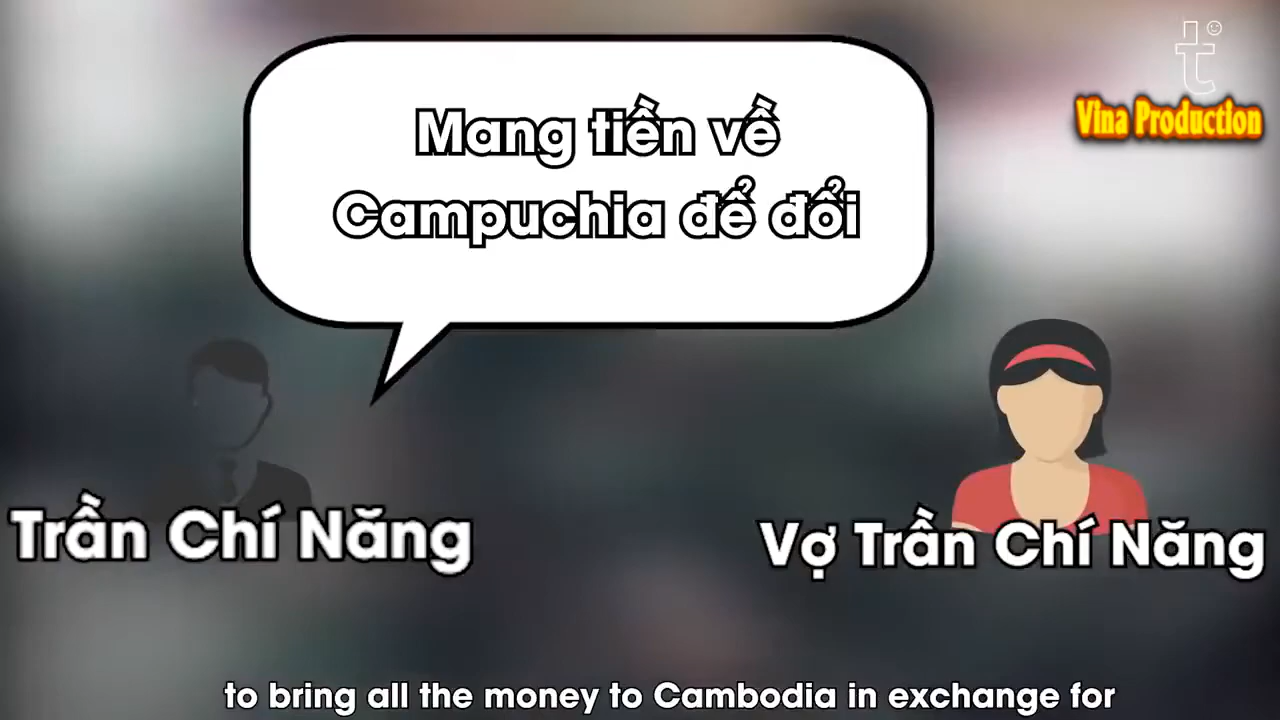 t
Vina Production
Mang tiền về
Campuchia để đổi
Trần Chí Năng
Vợ Trần Chí Năng
to bring all the money to Cambodia in exchange for